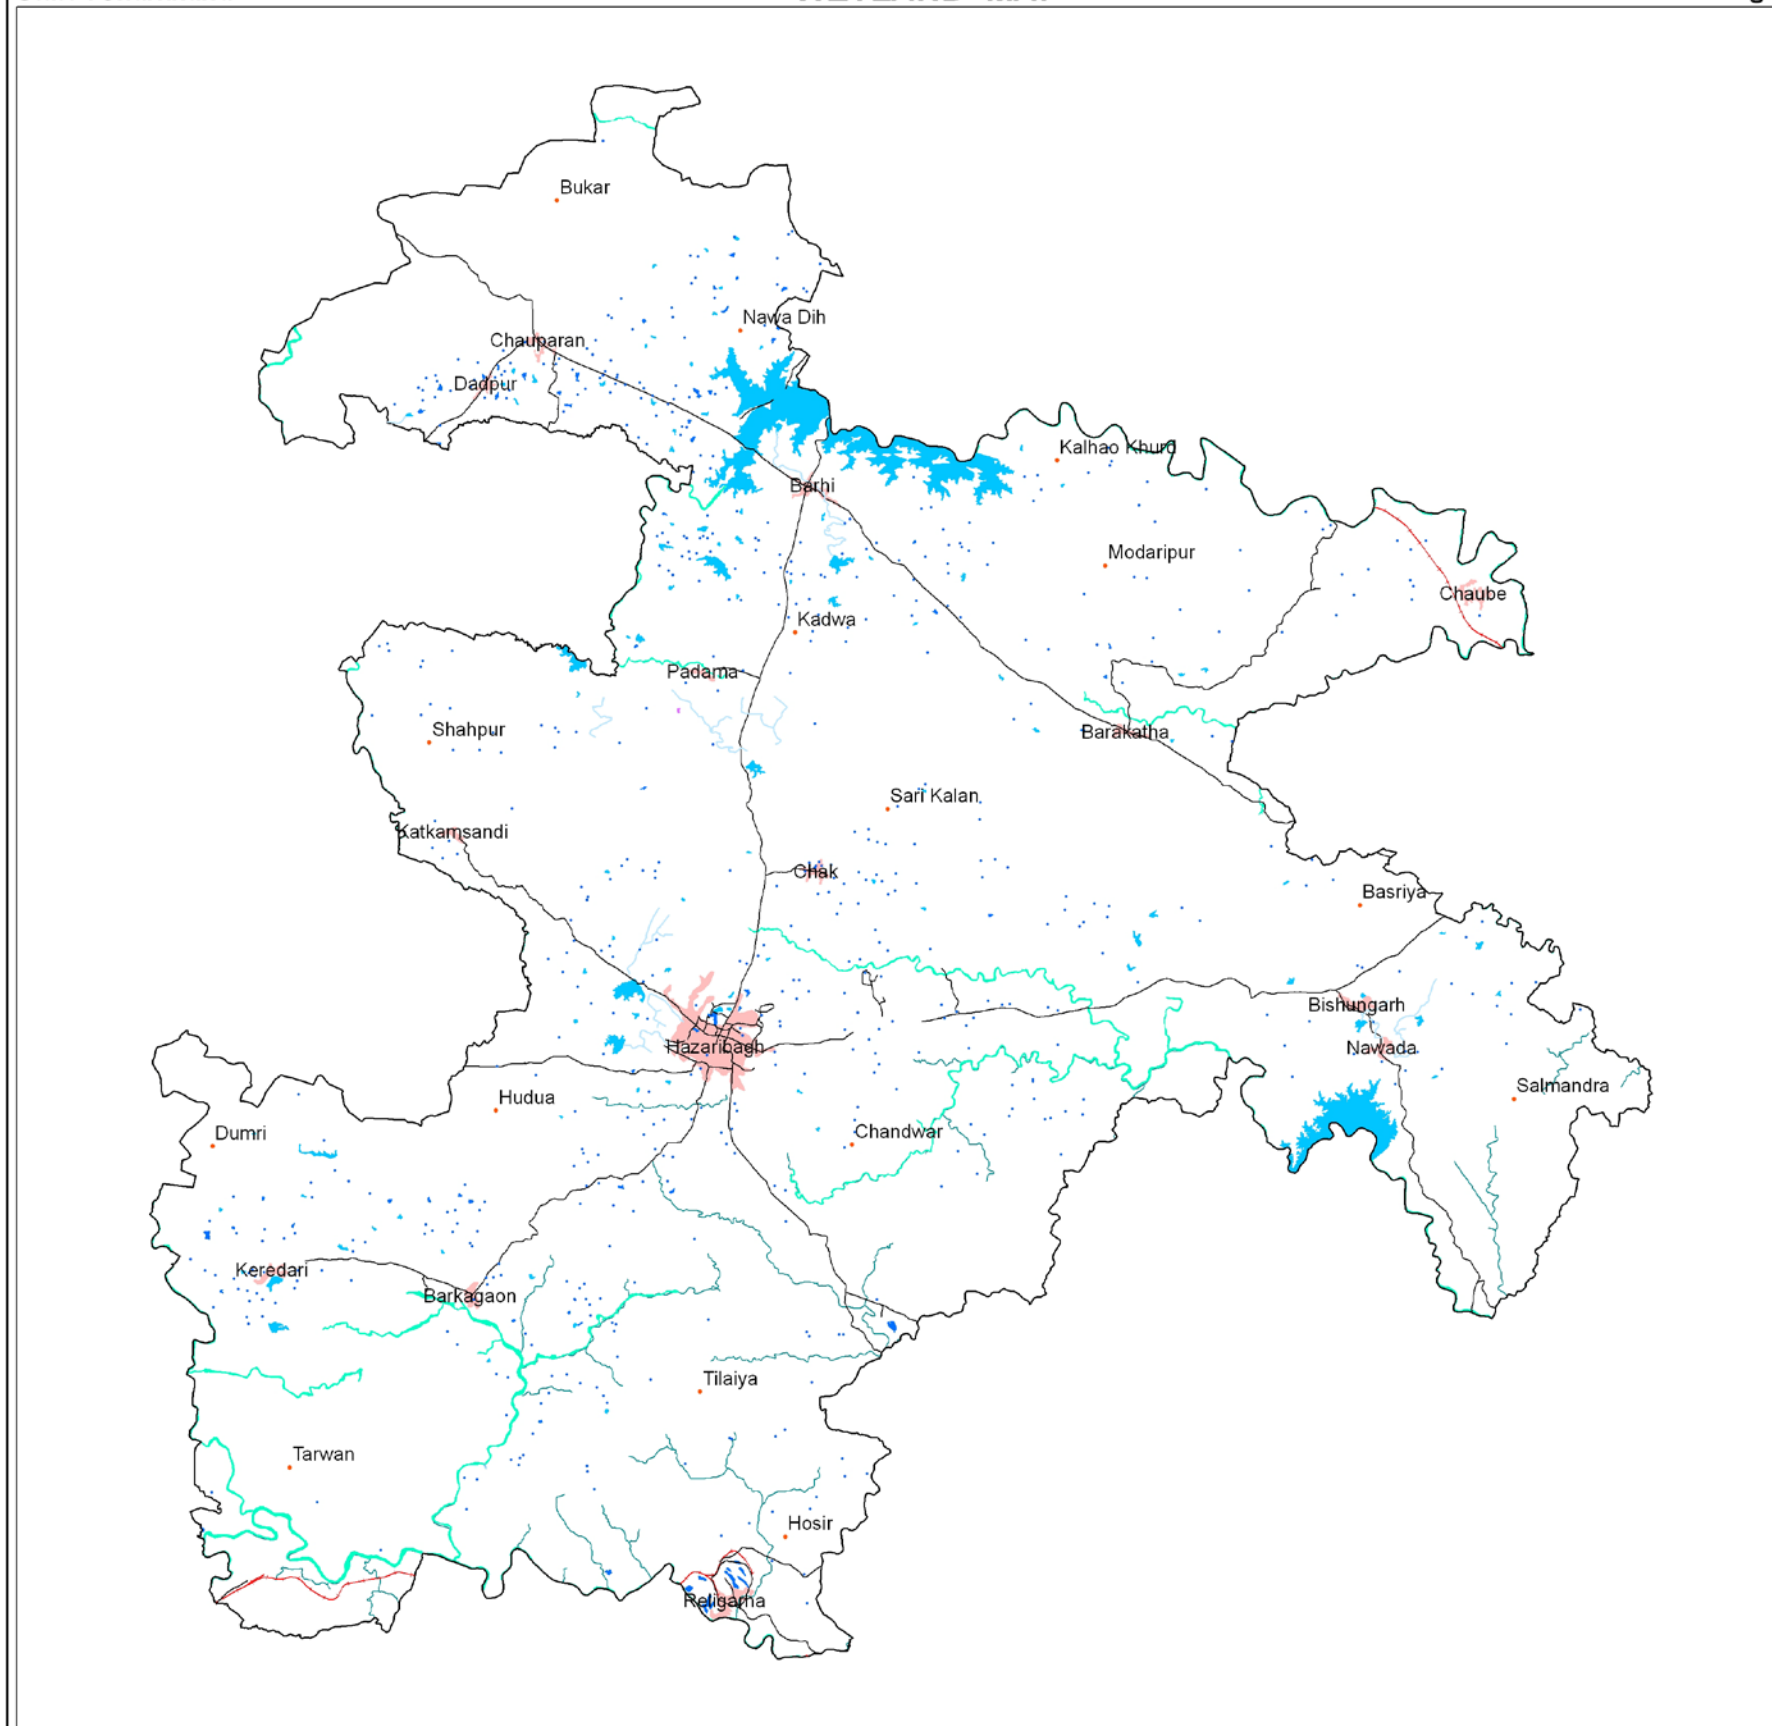 Bukar
Nawa Dih
Chauparan
Dadpur
Kalhao Khurd
Barhi
Modaripur
Chaube
Kadwa
Padama
Shahpur
Barakatha
Sari Kalan
Katkamsandi
Chak
Basriya
Bishungarh
Hazaribagh
Nawada
Salmandra
Hudua
Dumri
Chandwar
Keredari
Barkagaon
Tilaiya
Tarwan
Hosir
Religarha